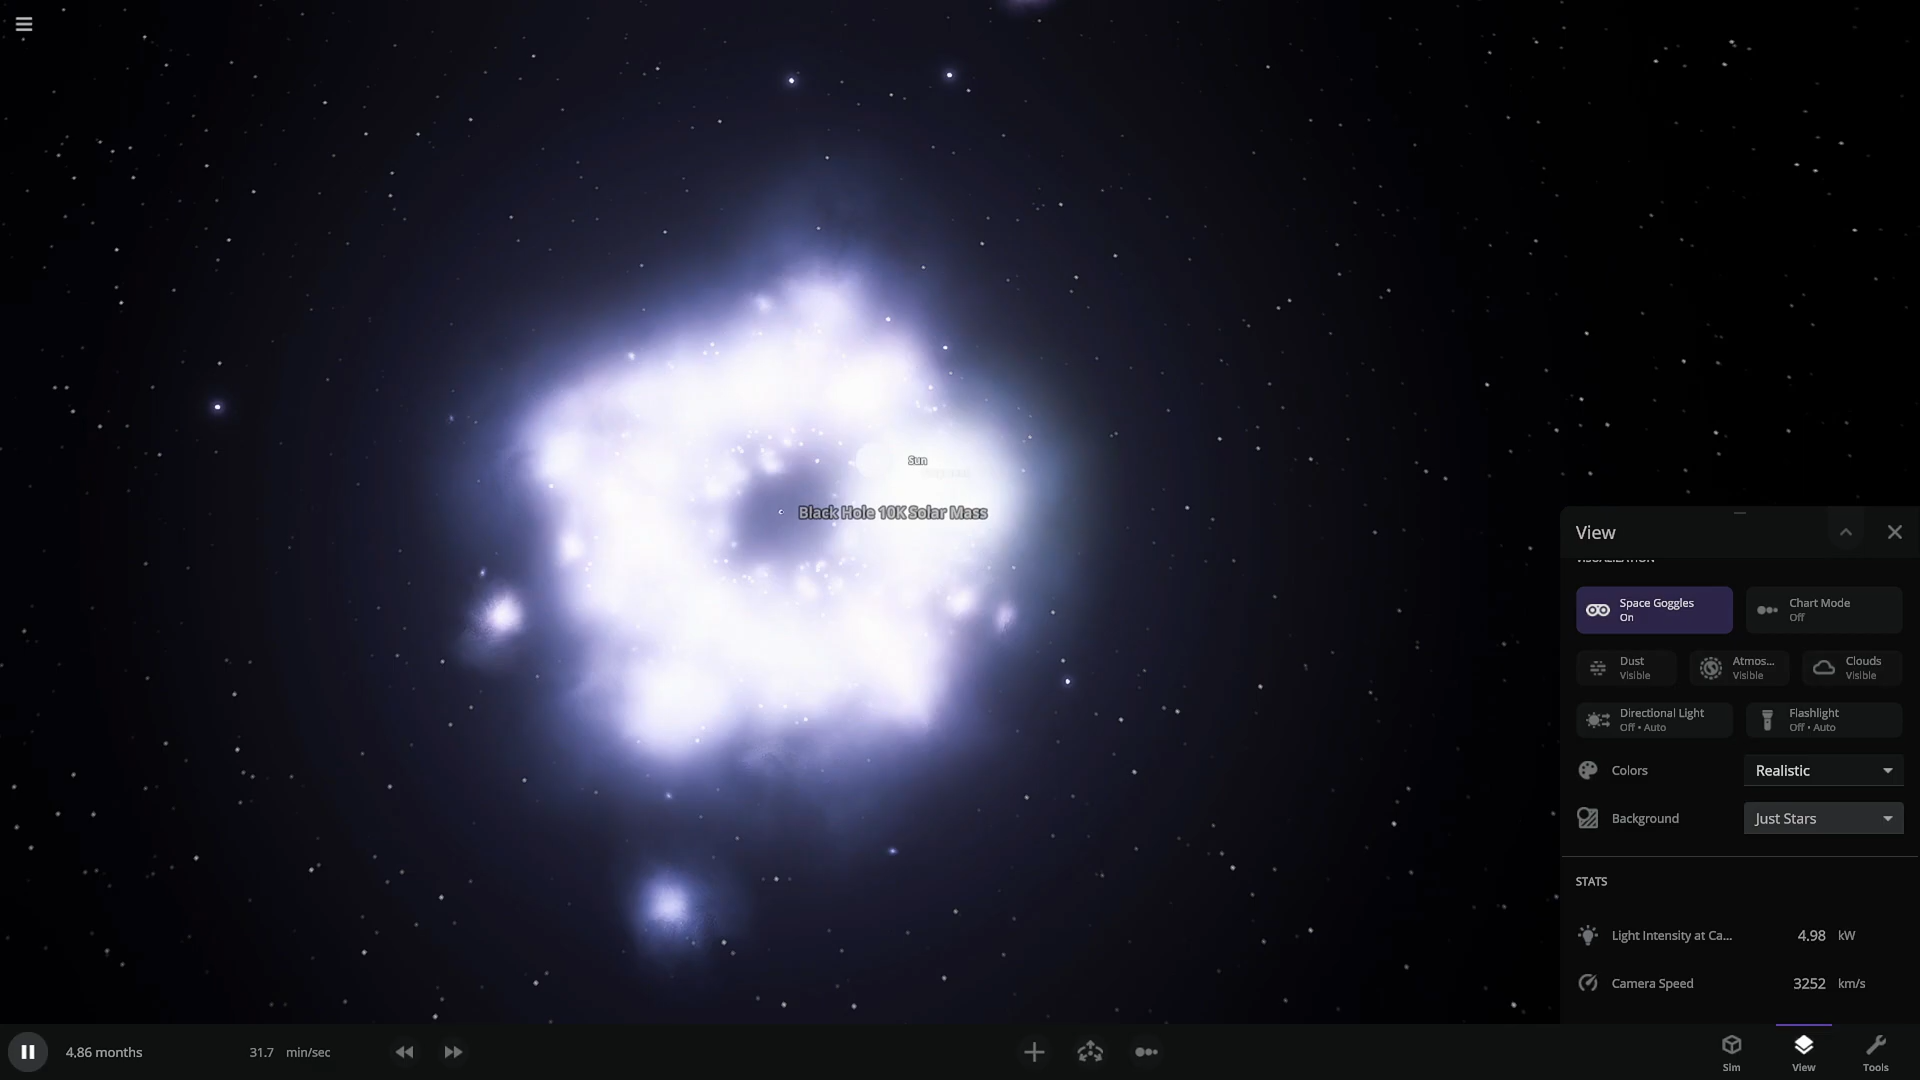 Sun
Black Hole 10K Solar Mass
View
VISUALIZATION
Space Goggles
On
Chart Mode
Off
Dust
Visible
Atmos...
Visible
Clouds
Visible
Directional Light
Off • Auto
Flashlight
Off • Auto
Colors
Realistic
Background
Just Stars
STATS
Light Intensity at Ca...
4.98 kW
Camera Speed
3252 km/s
4.86 months
31.7 min/sec
Sim
View
Tools